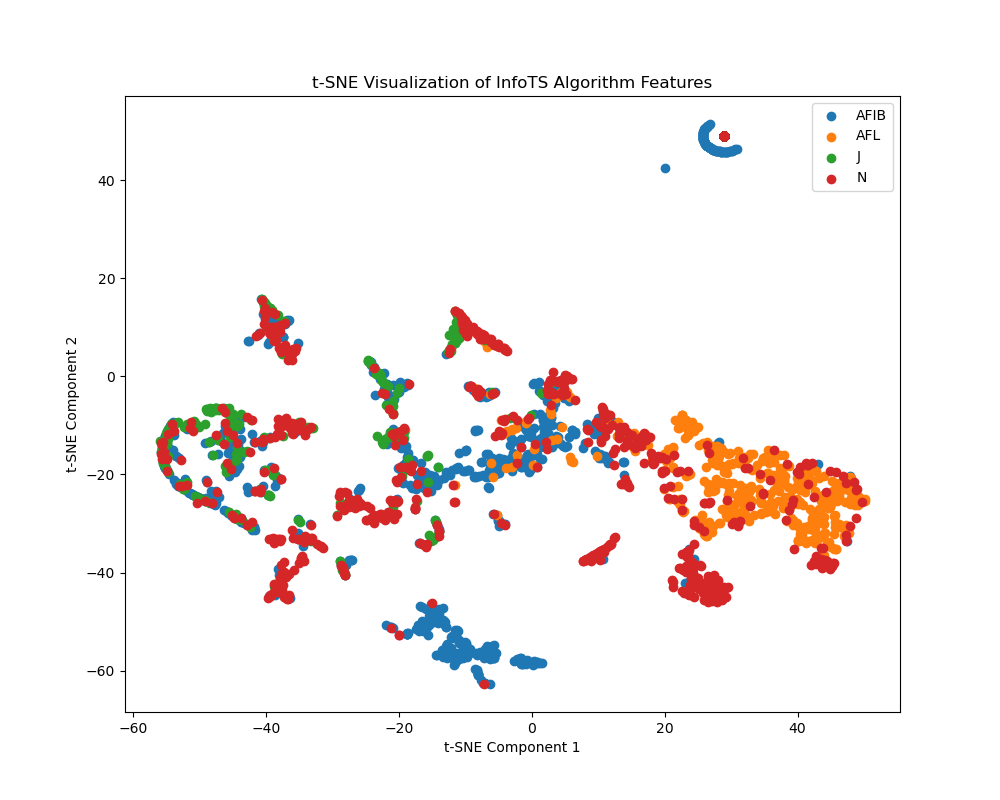 t-SNE Visualization of InfoTS Algorithm Features
AFIB
AFL
J
N
40
20
0
−20
−40
−60
t-SNE Component 2
−60
−40
−20
0
20
40
t-SNE Component 1